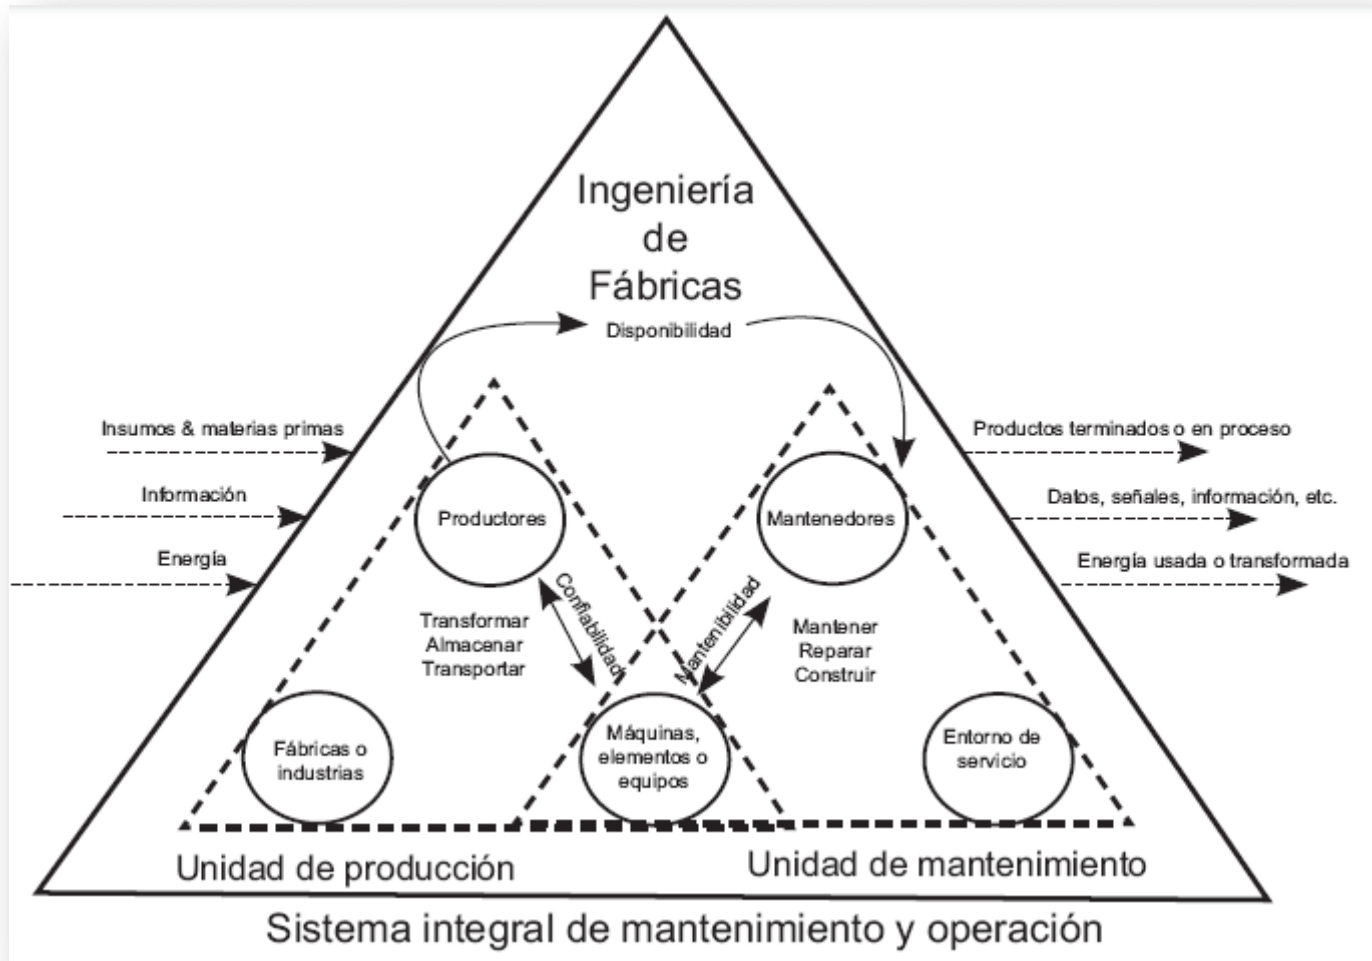 Ingeniería
de
Fábricas
Disponibilidad
Insumos & materias primas
Información
Energía
Productos terminados o en proceso
Datos, señales, información, etc.
Energía usada o transformada
Productores
Mantenedores
Confiabilidad
Mantenibilidad
Transformar
Almacenar
Transportar
Mantener
Reparar
Construir
Fábricas o
industrias
Máquinas,
elementos o
equipos
Entorno de
servicio
Unidad de producción
Unidad de mantenimiento
Sistema integral de mantenimiento y operación